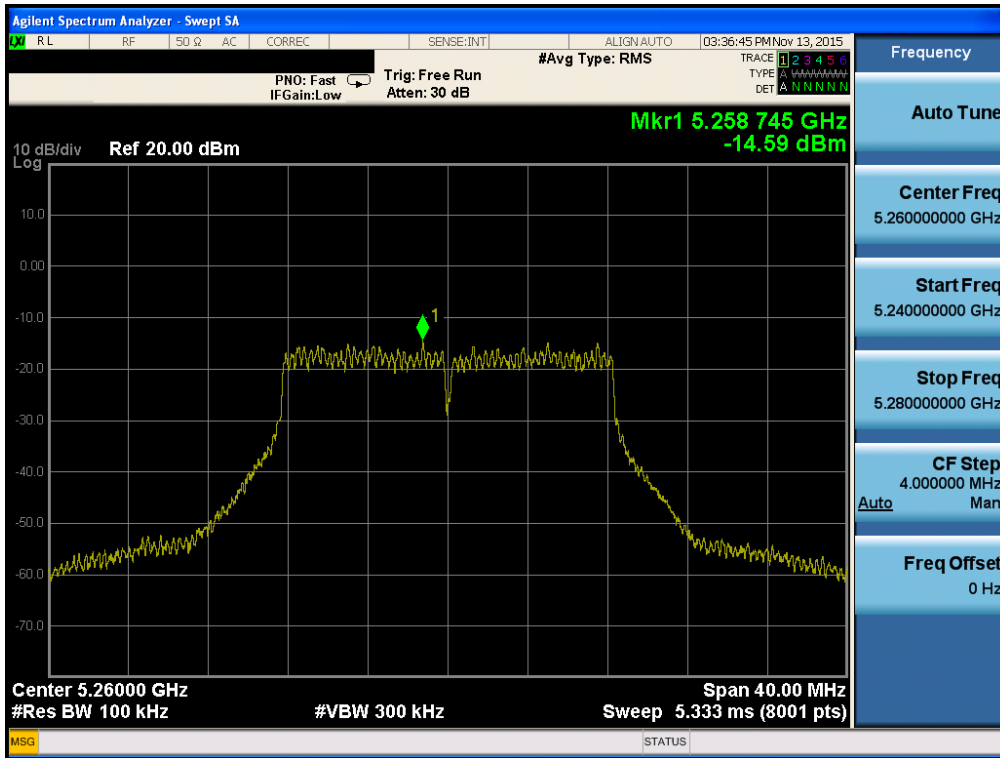 Agilent Spectrum Analyzer - Swept SA
LXI RL RF 50 Ω AC CORREC SENSE:INT ALIGN AUTO 03:36:45 PM Nov 13, 2015
#Avg Type: RMS TRACE 1 2 3 4 5 6
PNO: Fast Trig: Free Run TYPE A WWWWW
IFGain:Low Atten: 30 dB DET A N N N N N
Mkr1 5.258 745 GHz
-14.59 dBm
10 dB/div Ref 20.00 dBm
Log
10.0
0.00
-10.0
1
-20.0
-30.0
-40.0
-50.0
-60.0
-70.0
Center 5.26000 GHz Span 40.00 MHz
#Res BW 100 kHz #VBW 300 kHz Sweep 5.333 ms (8001 pts)
MSG STATUS
Frequency
Auto Tune
Center Freq
5.260000000 GHz
Start Freq
5.240000000 GHz
Stop Freq
5.280000000 GHz
CF Step
4.000000 MHz
Auto Man
Freq Offset
0 Hz